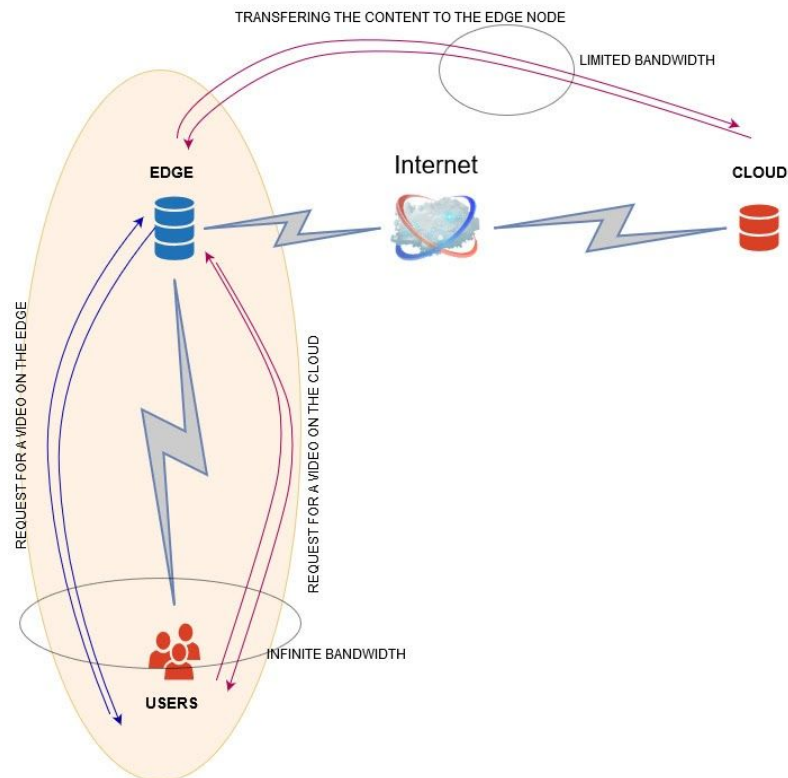 TRANSFERING THE CONTENT TO THE EDGE NODE
LIMITED BANDWIDTH
EDGE
Internet
CLOUD
REQUEST FOR A VIDEO ON THE EDGE
REQUEST FOR A VIDEO ON THE CLOUD
INFINITE BANDWIDTH
USERS